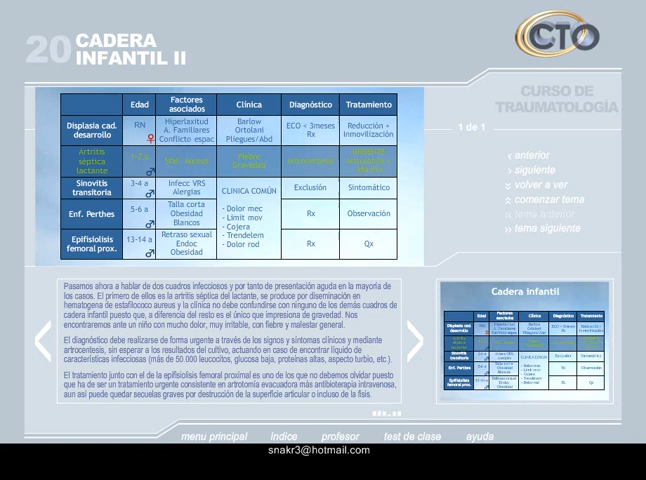 20 CADERA
INFANTIL II
CTO
CURSO DE
TRAUMATOLOGÍA
1 de 1
anterior
siguiente
volver a ver
comenzar tema
tema anterior
tema siguiente
Edad Factores asociados Clínica Diagnóstico Tratamiento
Displasia cad. desarrollo RN Hiperlaxitud A. Familiares Conflicto espac Barlow Ortolani Pliegues/Abd ECO < 3meses Rx Reducción + Inmovilización
Artritis séptica lactante Fiebre Gravedad
Sinovitis transitoria 3-4 a Infecc VRS Alergias CLINICA COMÚN Exclusión Sintomático
Enf. Perthes 5-6 a Talla corta Obesidad Blancos - Dolor mec - Limit mov - Cojera Rx Observación
Epifisiolisis femoral prox. 13-14 a Retraso sexual Endoc Obesidad - Trendelem - Dolor rod Rx Qx
Pasamos ahora a hablar de dos cuadros infecciosos y por tanto de presentación aguda en la mayoría de
los casos. El primero de ellos es la artritis séptica del lactante, se produce por diseminación en
hematogena de estafilococo aureus y la clínica no debe confundirse con ninguno de los demás cuadros de
cadera infantil puesto que, a diferencia del resto es el único que impresiona de gravedad. Nos
encontraremos ante un niño con mucho dolor, muy irritable, con fiebre y malestar general.
El diagnóstico debe realizarse de forma urgente a través de los signos y síntomas clínicos y mediante
artrocentesis, sin esperar a los resultados del cultivo, actuando en caso de encontrar líquido de
características infecciosas (más de 50.000 leucocitos, glucosa baja, proteínas altas, aspecto turbio, etc.).
El tratamiento junto con el de la epifisiolisis femoral proximal es uno de los que no debemos olvidar puesto
que ha de ser un tratamiento urgente consistente en artrotomía evacuadora más antibioterapia intravenosa,
aun así puede quedar secuelas graves por destrucción de la superficie articular o incluso de la fisis.
Cadera infantil
menu principal índice profesor test de clase ayuda
snakr3@hotmail.com